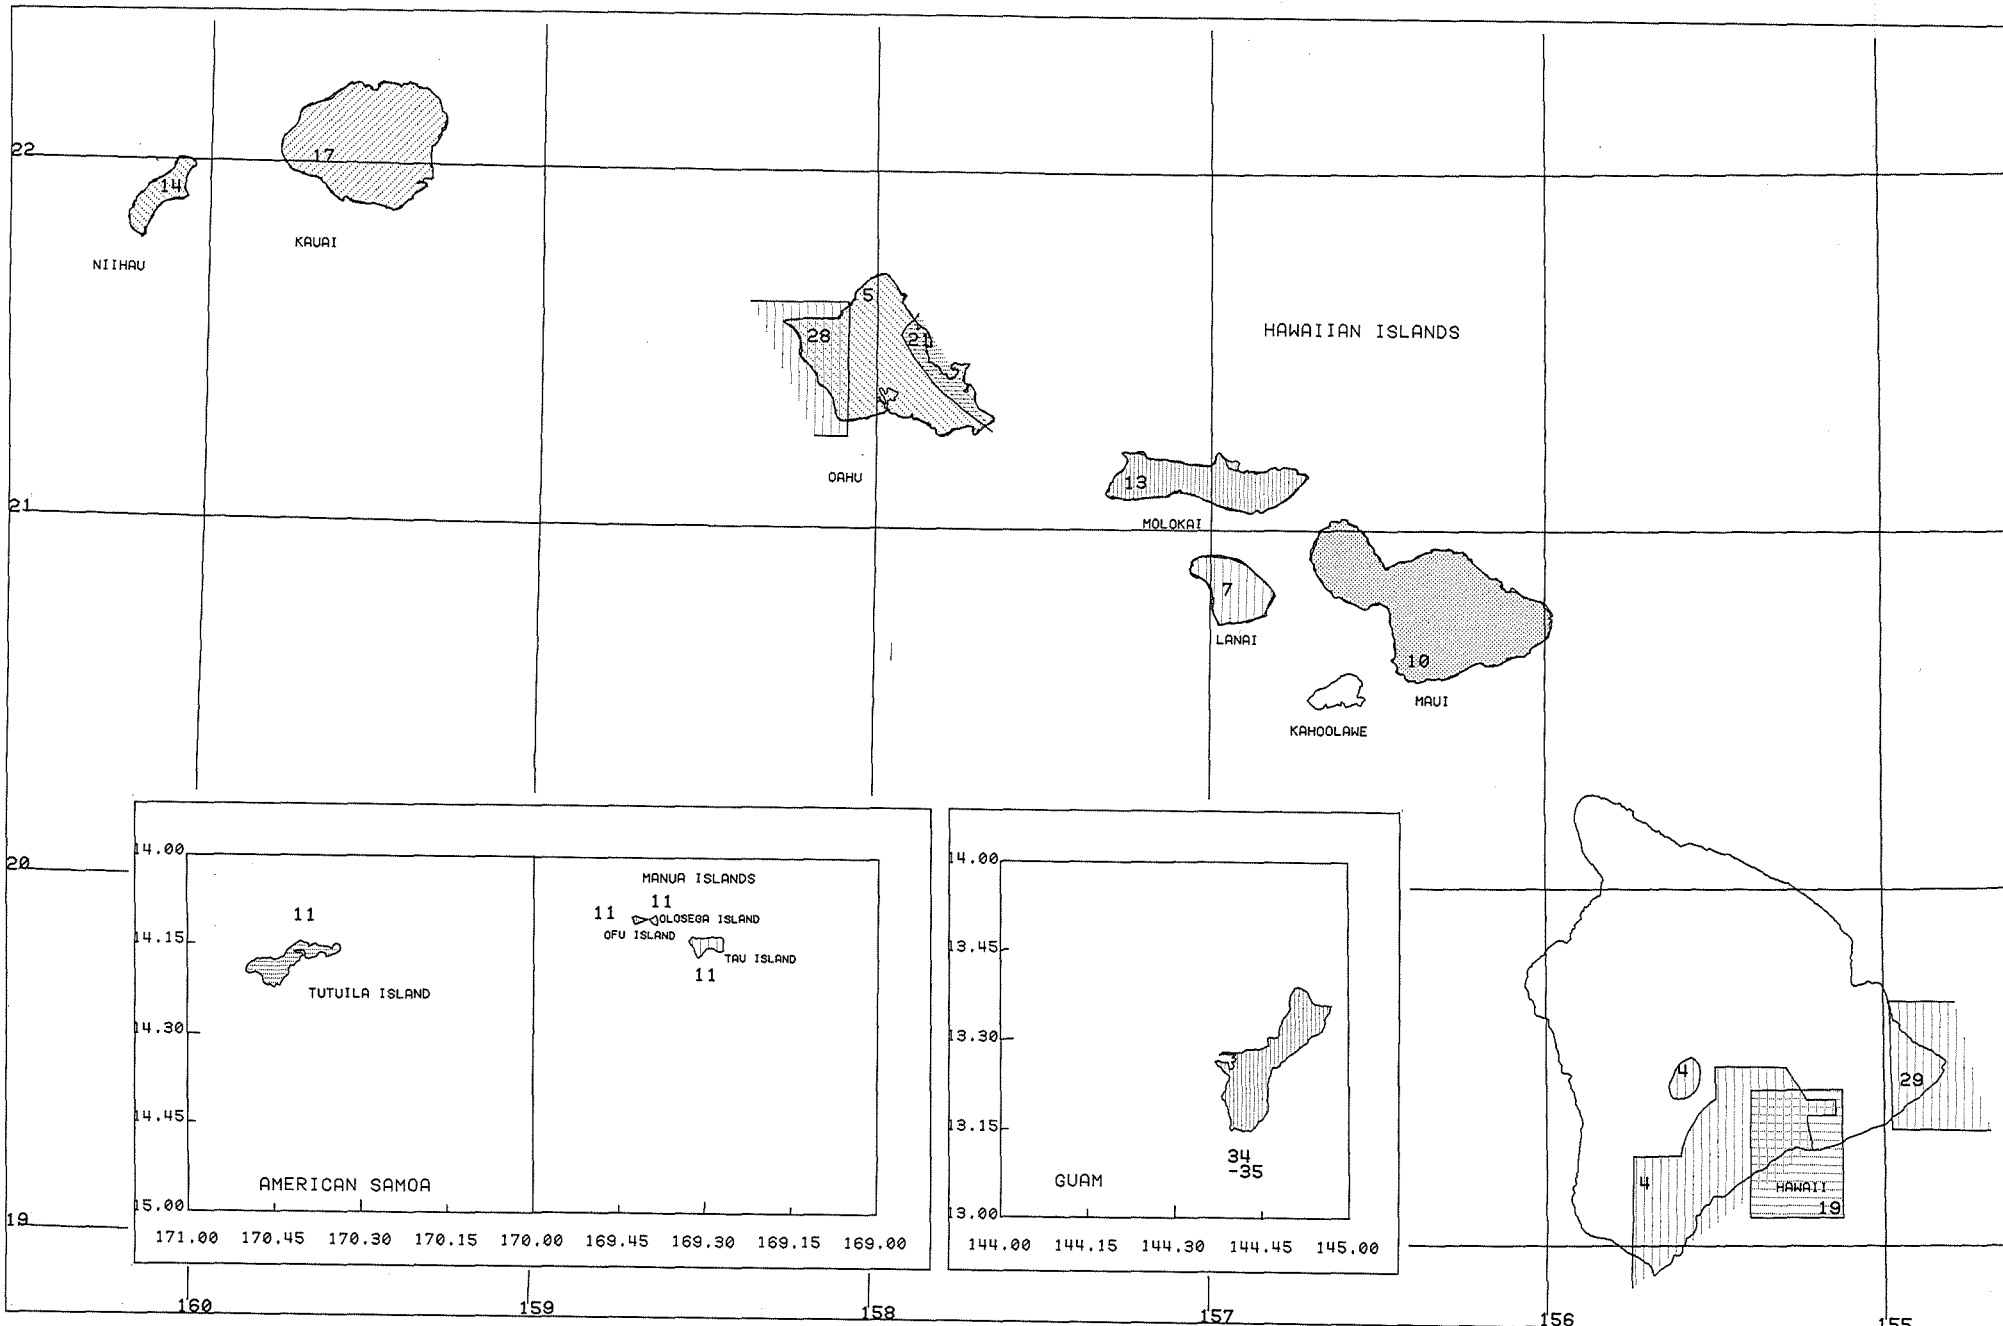 22
17
14
KAUAI
NIIHAU
5
28
21
HAWAIIAN ISLANDS
OAHU
13
21
MOLOKAI
7
LANAI
10
MAUI
KAHOOLAWE
20
14.00
MANUA ISLANDS
11
11
11
OLOSEGA ISLAND
OFU ISLAND
14.15
TAU ISLAND
11
TUTUILA ISLAND
14.30
14.45
AMERICAN SAMOA
15.00
171.00 170.45 170.30 170.15 170.00 169.45 169.30 169.15 169.00
14.00
13.45
13.30
13.15
34
-35
GUAM
13.00
144.00 144.15 144.30 144.45 145.00
4
29
4
HAWAII
19
19
160 159 158 157 156 155